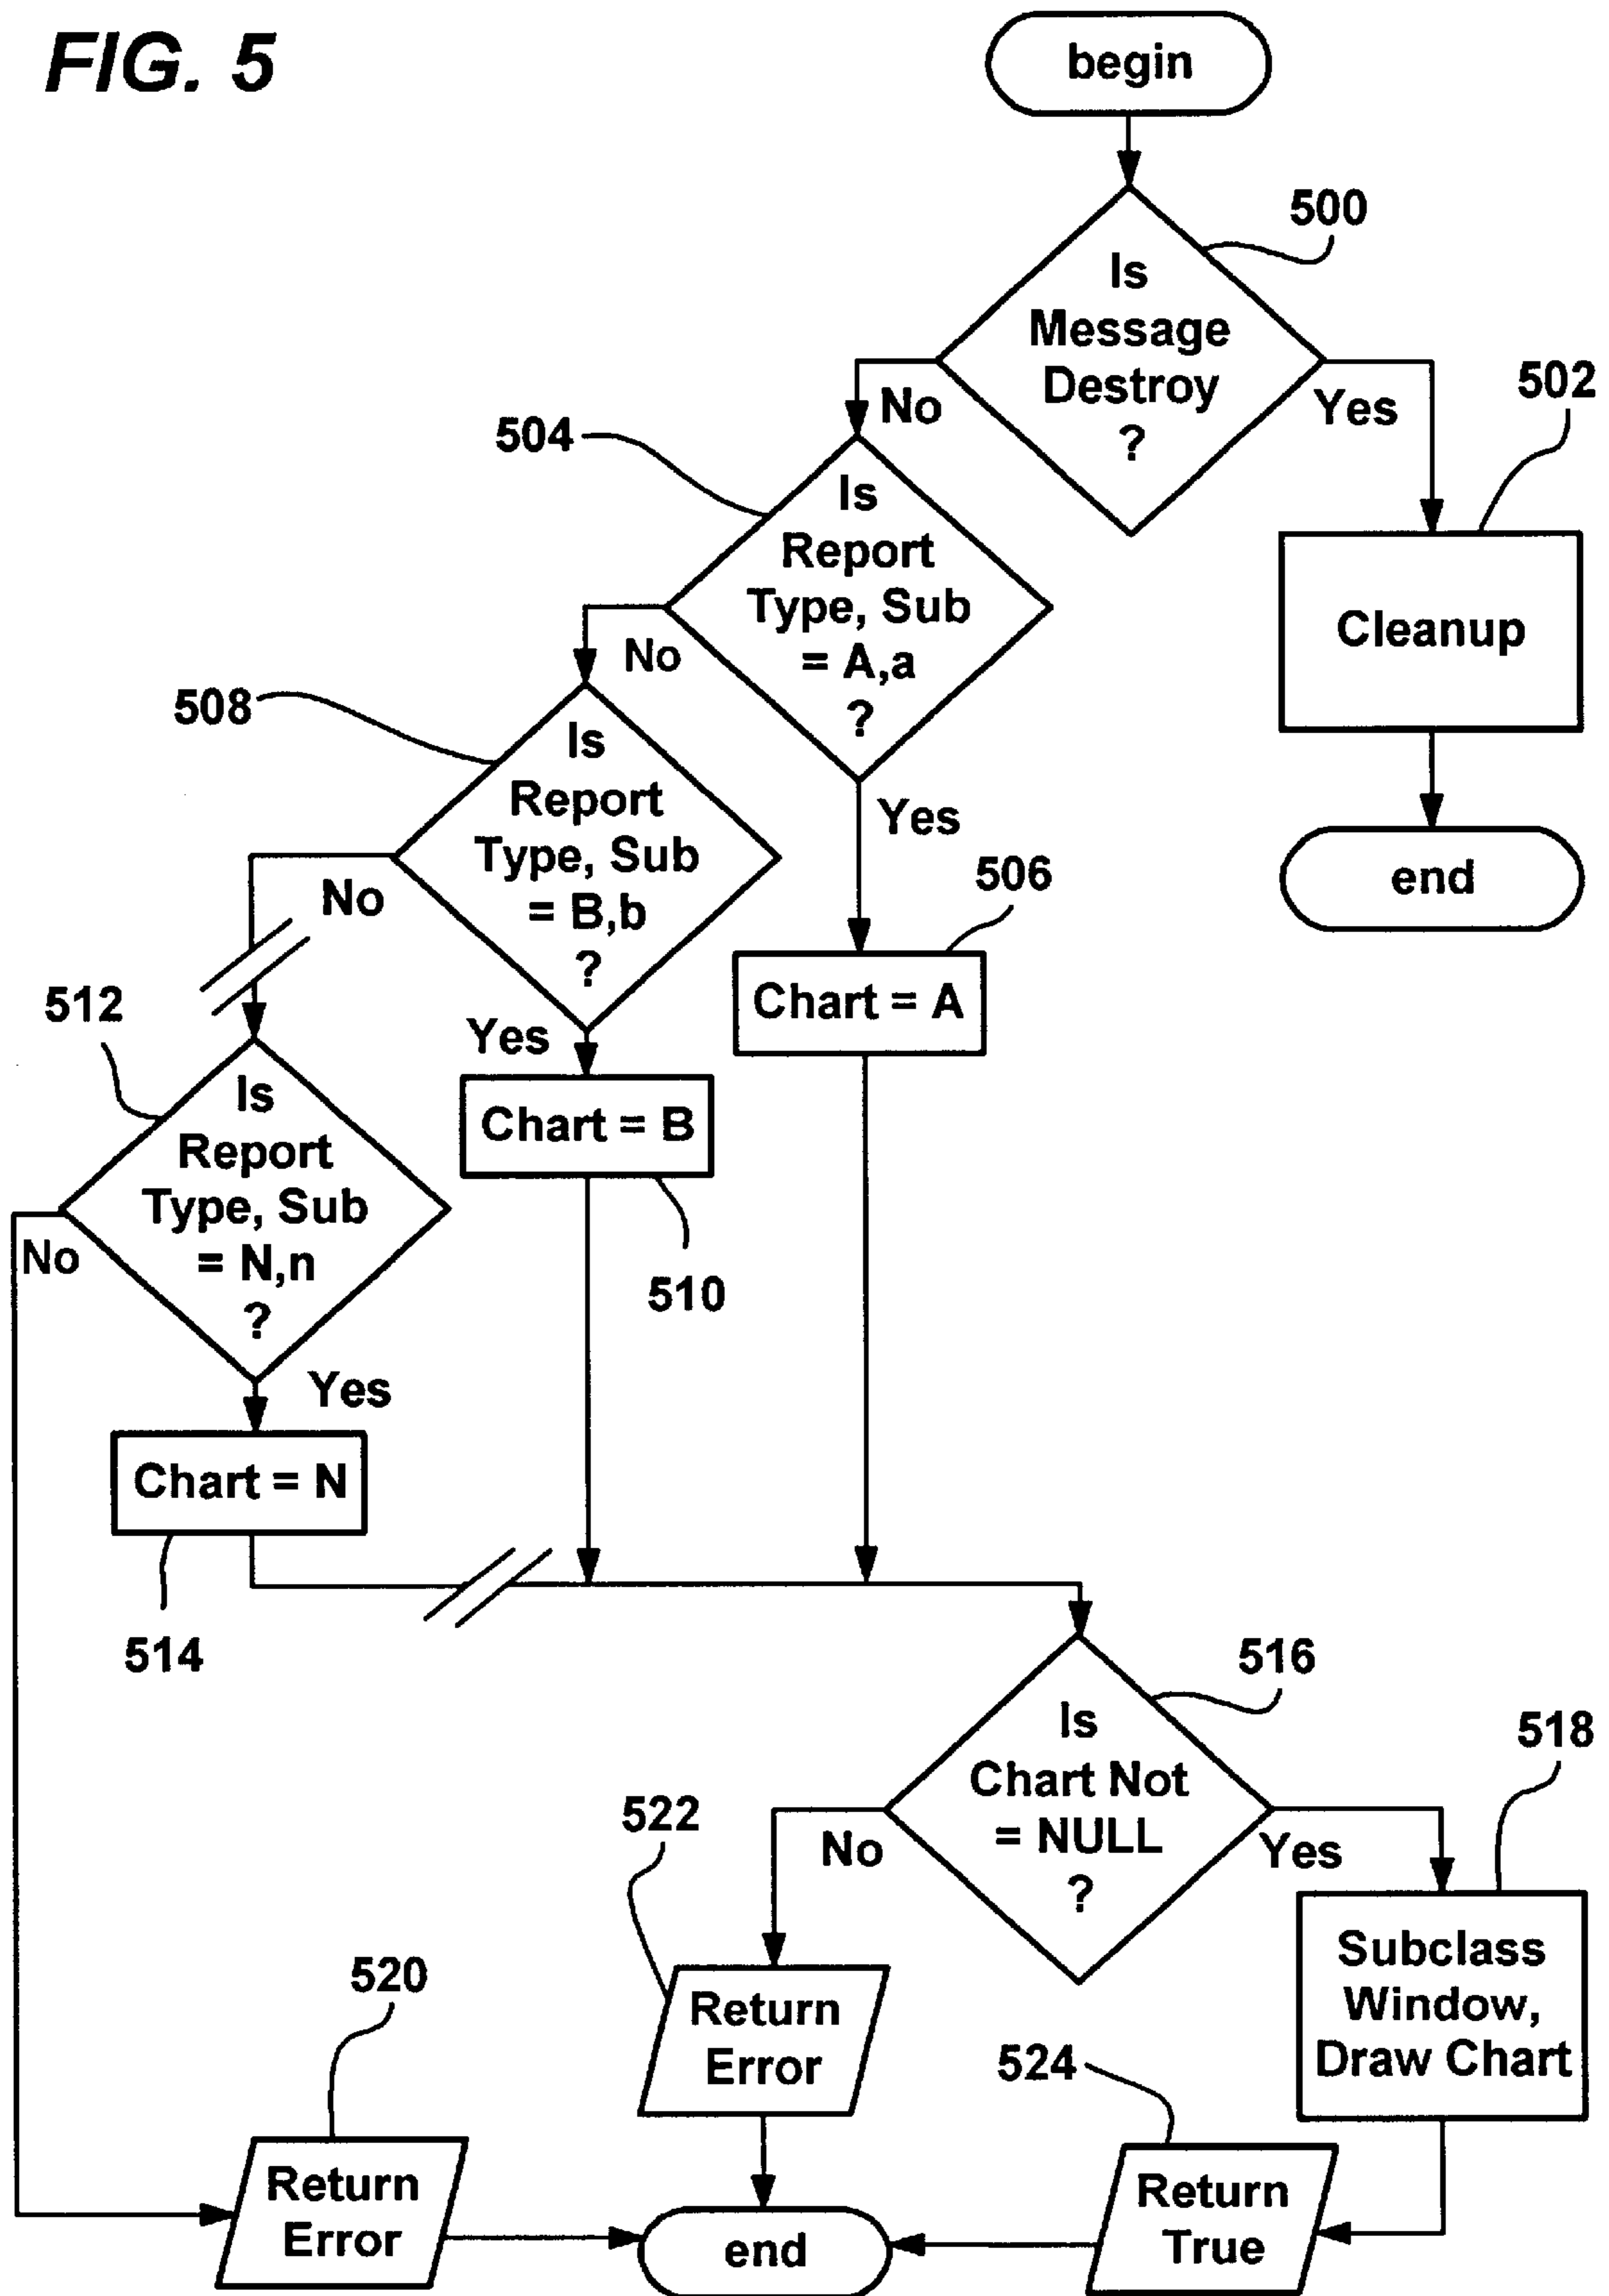 FIG. 5
begin
500
Is
Message
Destroy
?
No
Yes
502
Cleanup
end
504
Is
Report
Type, Sub
= A,a
?
No
Yes
506
Chart = A
508
Is
Report
Type, Sub
= B,b
?
No
Yes
Chart = B
510
512
Is
Report
Type, Sub
= N,n
?
No
Yes
Chart = N
514
516
Is
Chart Not
= NULL
?
No
Yes
518
Subclass
Window,
Draw Chart
522
Return
Error
520
Return
Error
524
Return
True
end